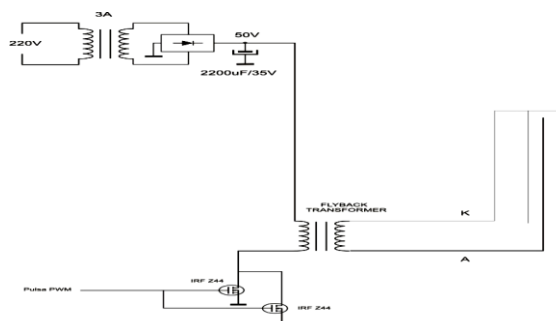 3A
220V
50V
2200uF/35V
FLYBACK
TRANSFORMER
K
A
IRF Z44
Pulsa PWM
IRF Z44